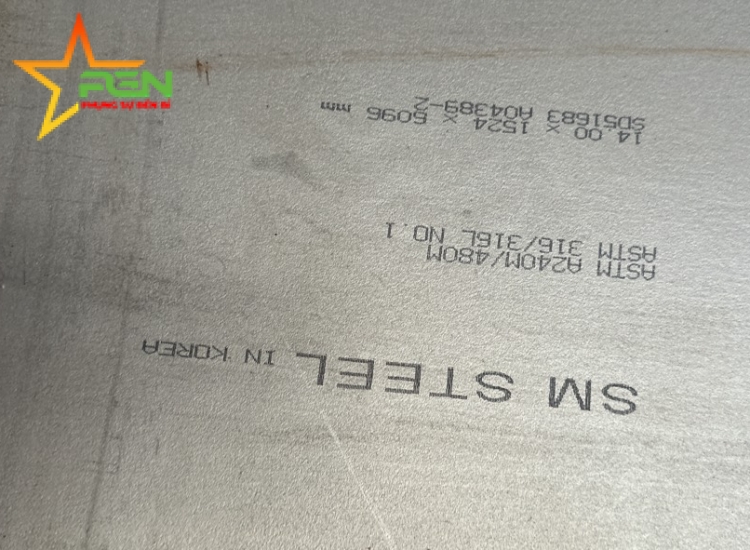 PGN
PHỤNG SỰ BỀN BỈ
SM STEEL IN KOREA
ASTM A240M/480M
ASTM 316/316L NO.1
14.00 × 1524 × 6096 mm
SD51683 A04389-2